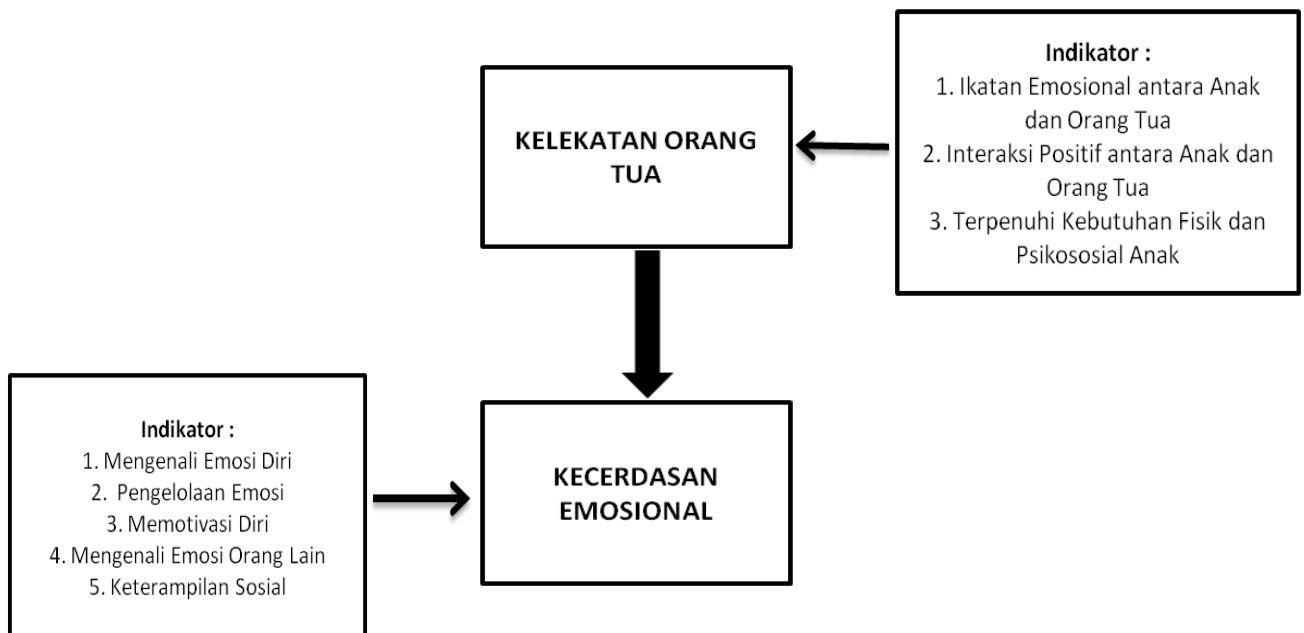 Indikator :
1. Ikatan Emosional antara Anak
dan Orang Tua
2. Interaksi Positif antara Anak dan
Orang Tua
3. Terpenuhi Kebutuhan Fisik dan
Psikososial Anak
KELEKATAN ORANG
TUA
Indikator :
1. Mengenali Emosi Diri
2. Pengelolaan Emosi
3. Memotivasi Diri
4. Mengenali Emosi Orang Lain
5. Keterampilan Sosial
KECERDASAN
EMOSIONAL